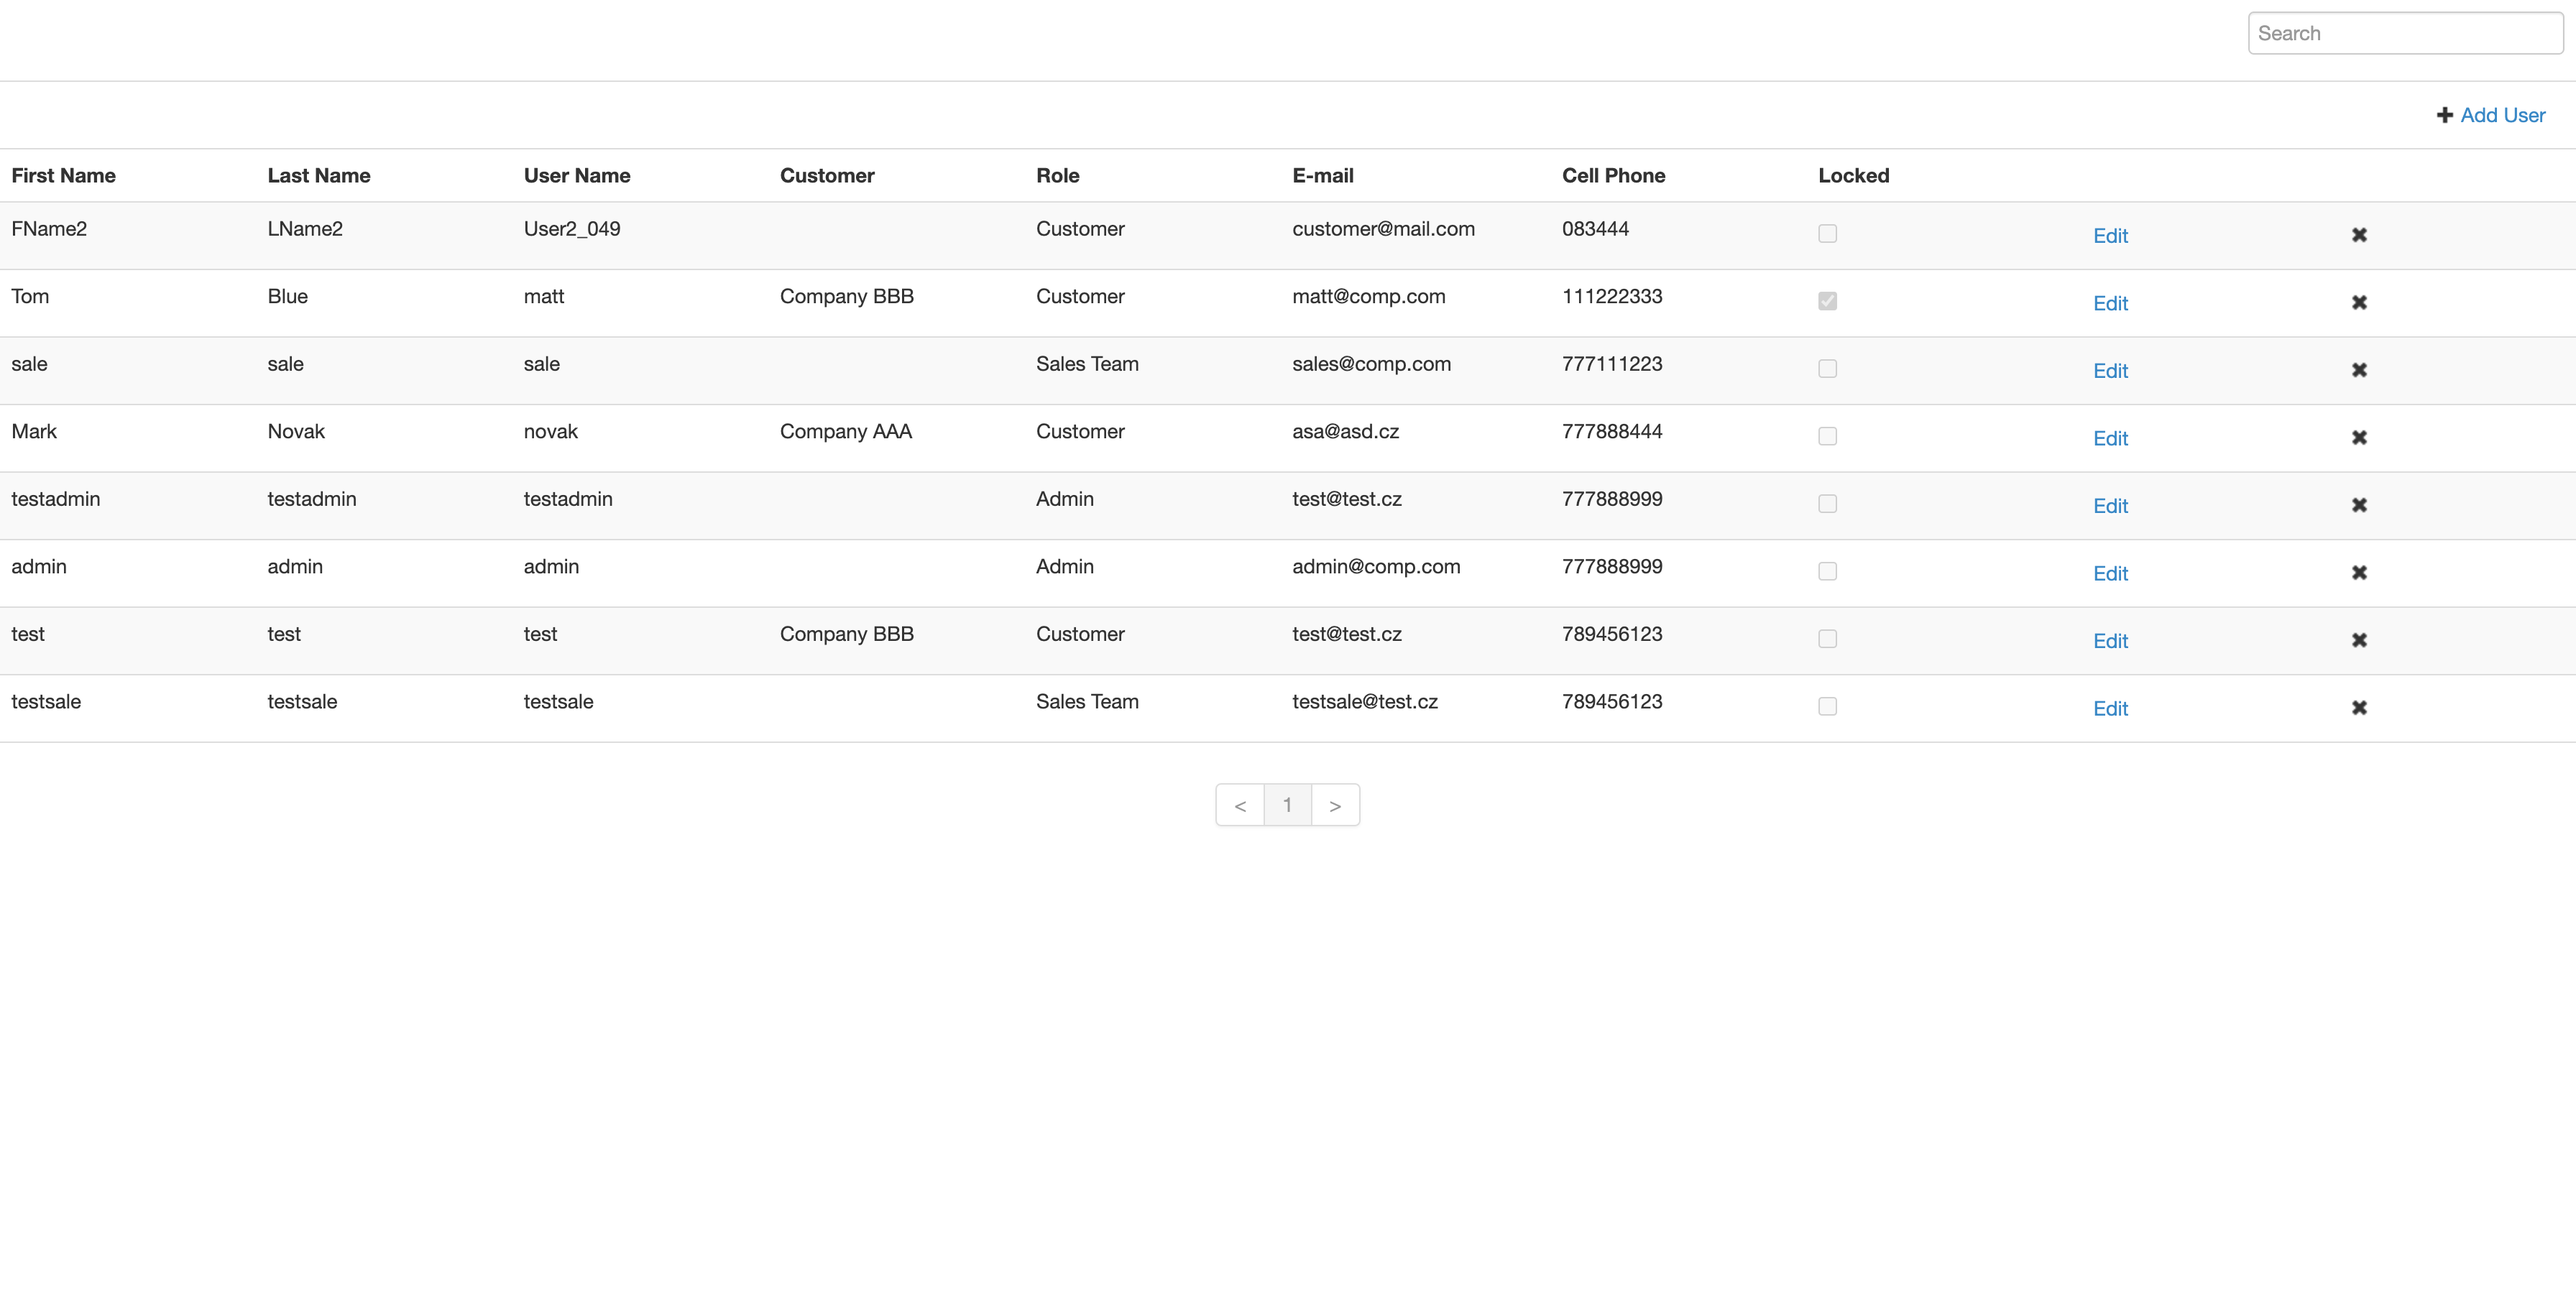 Search
Add User
First Name Last Name User Name Customer Role E-mail Cell Phone Locked
FName2 LName2 User2_049 Customer customer@mail.com 083444 Edit
Tom Blue matt Company BBB Customer matt@comp.com 111222333 Edit
sale sale sale Sales Team sales@comp.com 777111223 Edit
Mark Novak novak Company AAA Customer asa@asd.cz 777888444 Edit
testadmin testadmin testadmin Admin test@test.cz 777888999 Edit
admin admin admin Admin admin@comp.com 777888999 Edit
test test test Company BBB Customer test@test.cz 789456123 Edit
testsale testsale testsale Sales Team testsale@test.cz 789456123 Edit
< 1 >